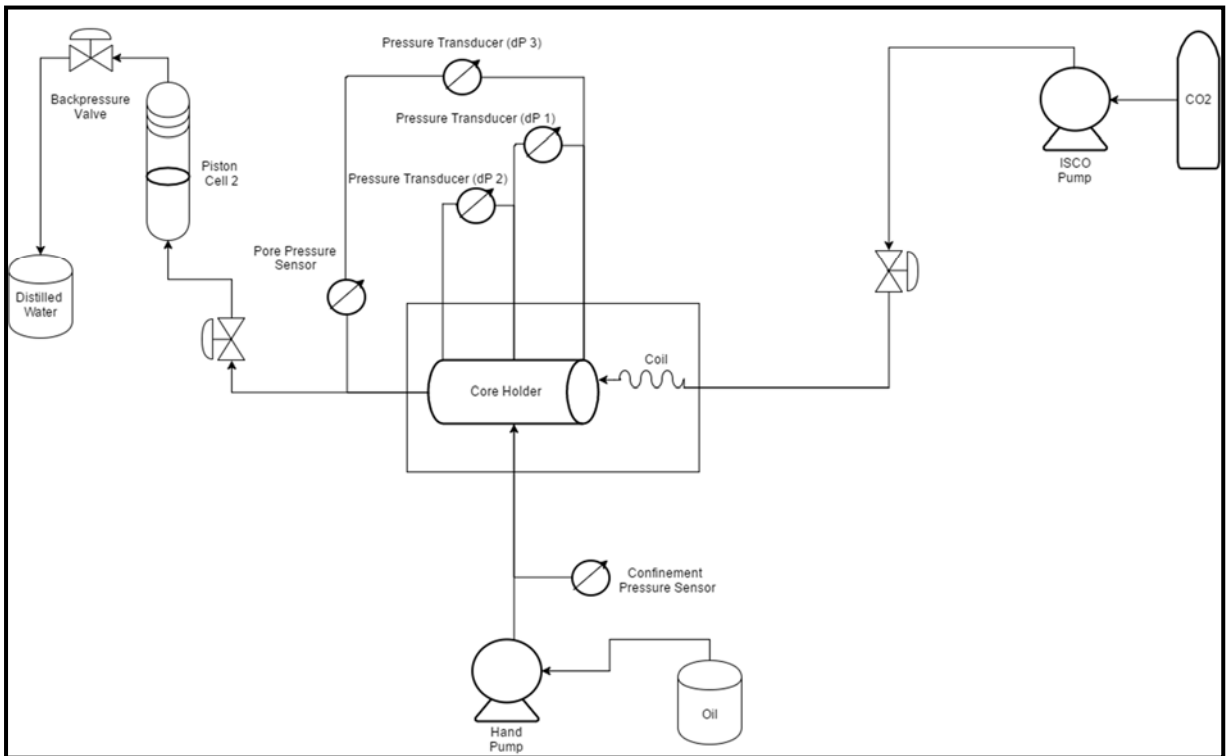 Pressure Transducer (dP 3)
Backpressure
Valve
CO2
Pressure Transducer (dP 1)
ISCO
Pump
Piston
Cell 2
Pressure Transducer (dP 2)
Pore Pressure
Sensor
Distilled
Water
Coil
Core Holder
Confinement
Pressure Sensor
Oil
Hand
Pump